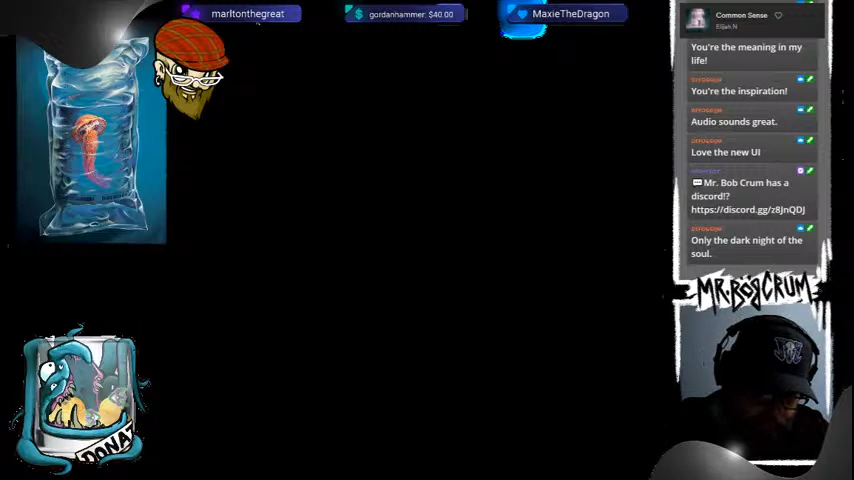 marltonthegreat
gordanhammer: $40.00
MaxieTheDragon
Common Sense
Elijah N
You're the meaning in my
life!
You're the inspiration!
Audio sounds great.
Love the new UI
Mr. Bob Crum has a
discord!?
https://discord.gg/z8JnQDJ
Only the dark night of the
soul.
MR.BOBCRUM
DONAT